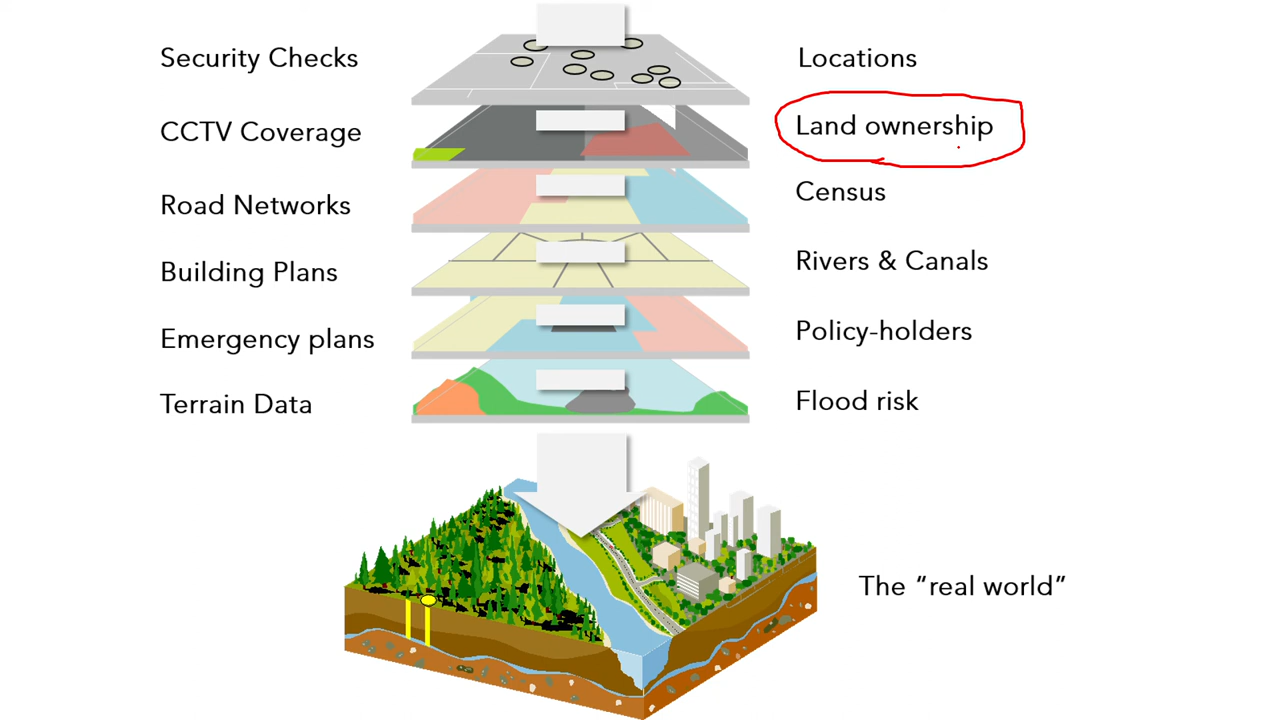 Security Checks
CCTV Coverage
Road Networks
Building Plans
Emergency plans
Terrain Data
Locations
Land ownership
Census
Rivers & Canals
Policy-holders
Flood risk
The “real world”